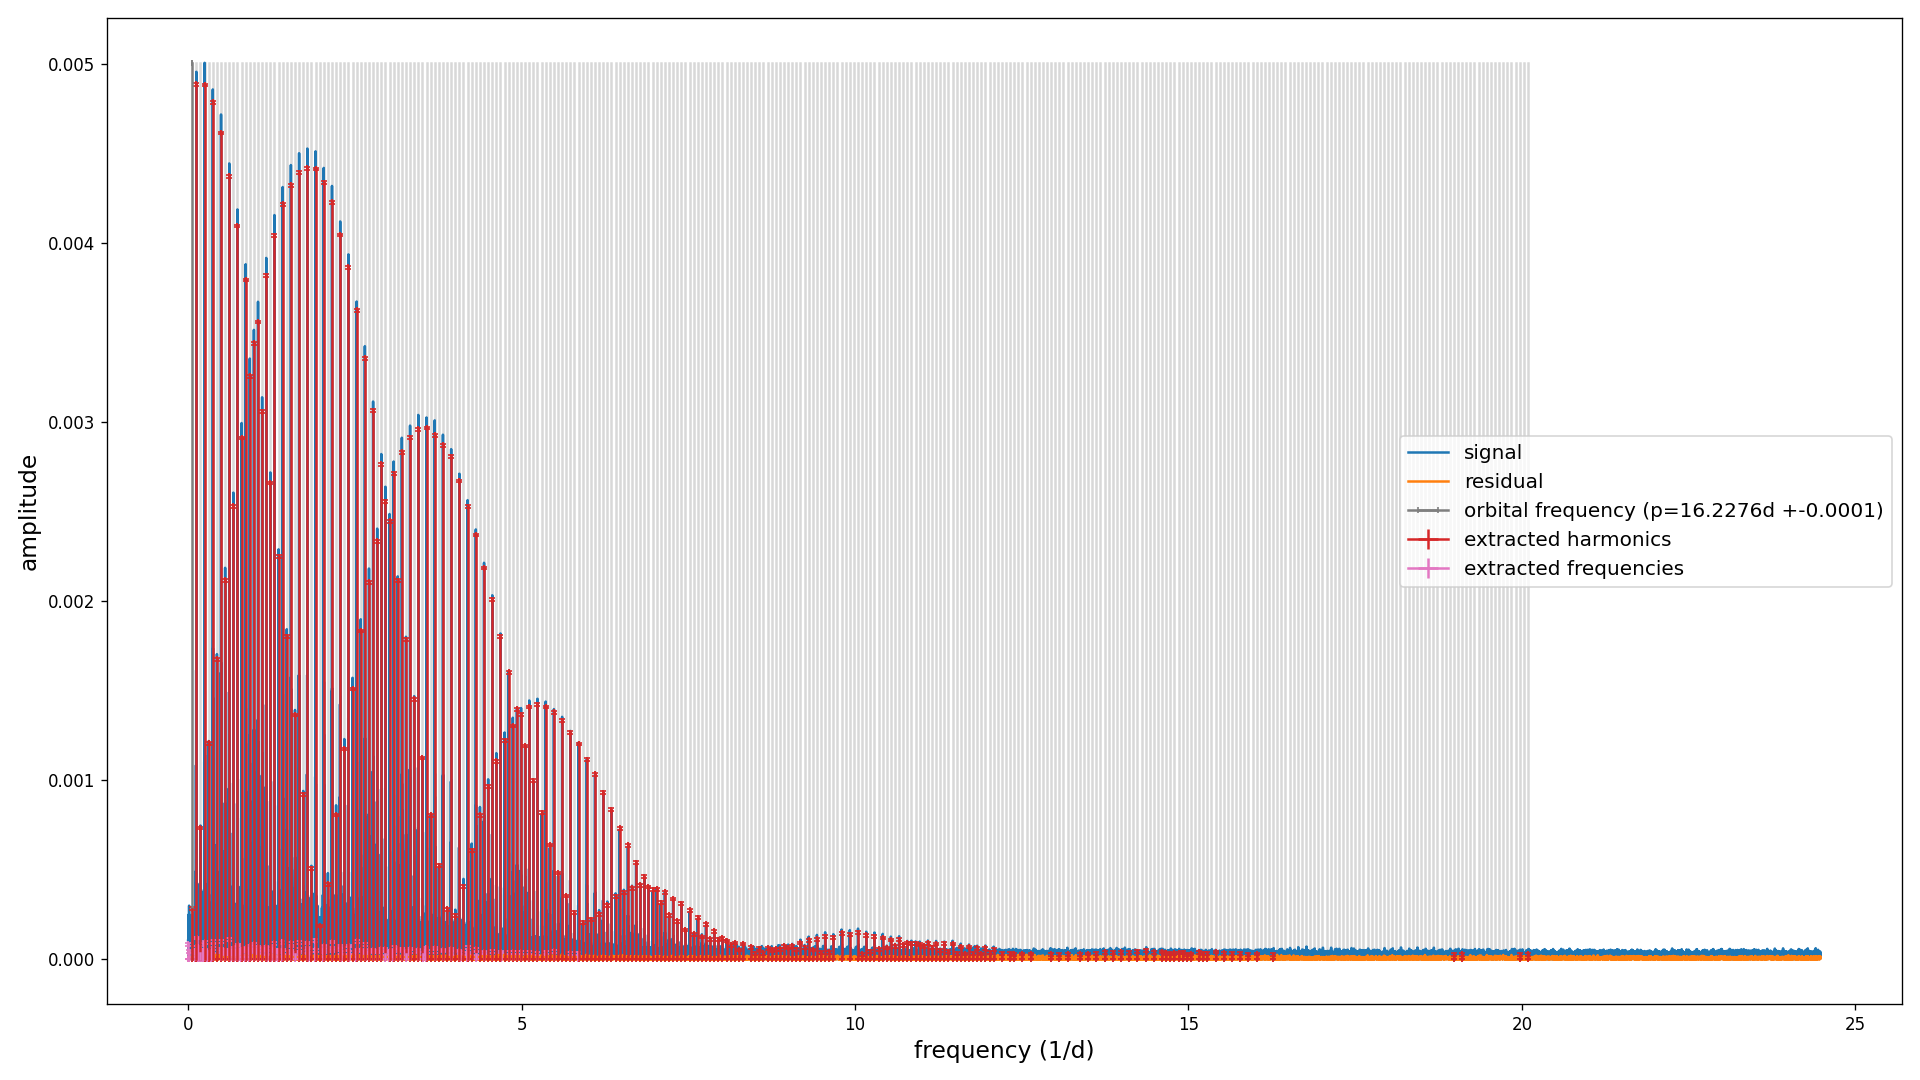 0.005
0.004
0.003
0.002
0.001
0.000
amplitude
signal
residual
orbital frequency (p=16.2276d +-0.0001)
extracted harmonics
extracted frequencies
0
5
10
15
20
25
frequency (1/d)